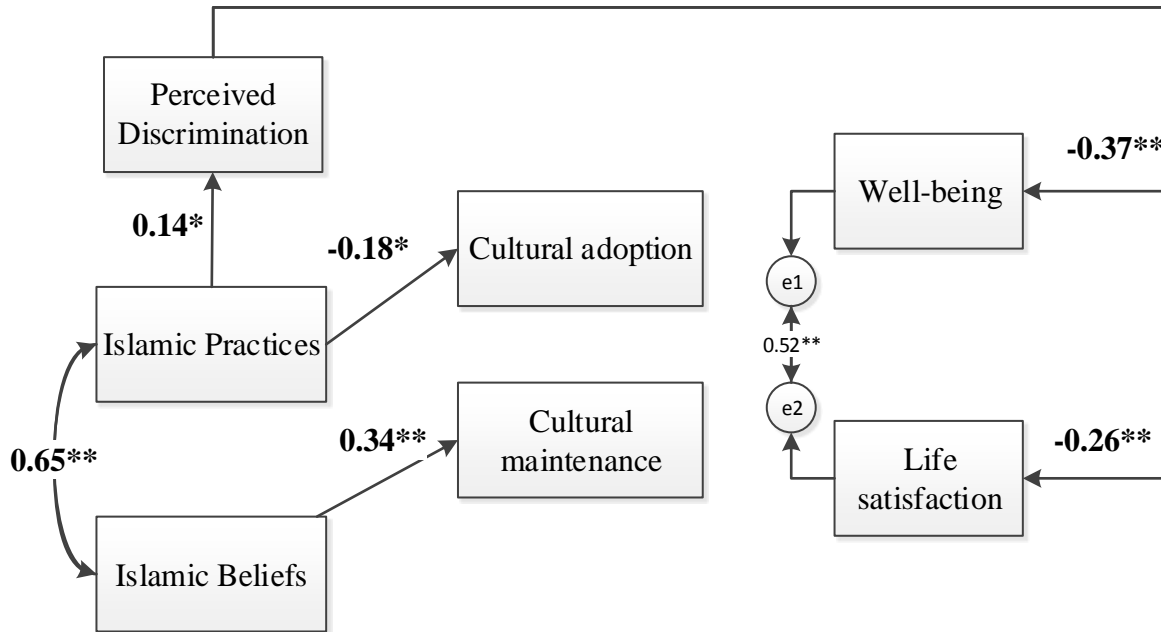 Perceived
Discrimination
-0.37**
Well-being
0.14*
-0.18*
Cultural adoption
e1
Islamic Practices
0.52**
e2
0.65**
0.34**
Cultural
maintenance
-0.26**
Life
satisfaction
Islamic Beliefs